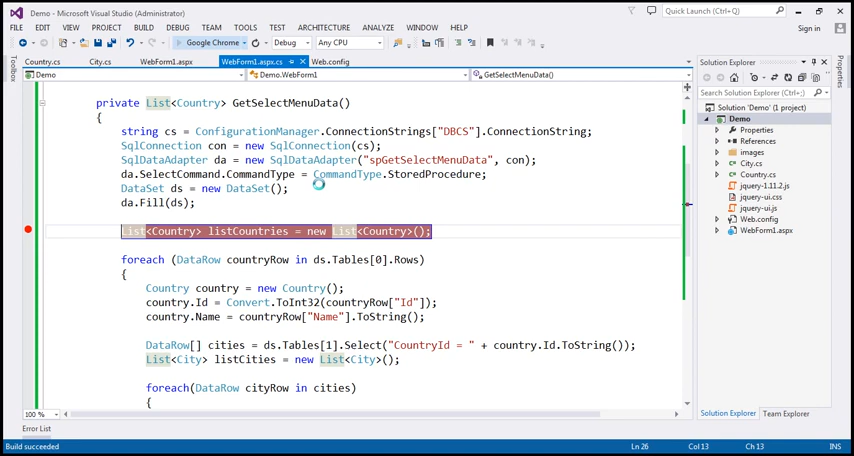 Demo - Microsoft Visual Studio (Administrator)
Quick Launch (Ctrl+Q)
FILE EDIT VIEW PROJECT BUILD DEBUG TEAM TOOLS TEST ARCHITECTURE ANALYZE WINDOW HELP
Sign in
Google Chrome Debug Any CPU
Toolbox
Country.cs City.cs WebForm1.aspx WebForm1.aspx.cs Web.config
Demo Demo.WebForm1 GetSelectMenuData()
private List<Country> GetSelectMenuData()
{
string cs = ConfigurationManager.ConnectionStrings["DBCS"].ConnectionString;
SqlConnection con = new SqlConnection(cs);
SqlDataAdapter da = new SqlDataAdapter("spGetSelectMenuData", con);
da.SelectCommand.CommandType = CommandType.StoredProcedure;
DataSet ds = new DataSet();
da.Fill(ds);
List<Country> listCountries = new List<Country>();
foreach (DataRow countryRow in ds.Tables[0].Rows)
{
Country country = new Country();
country.Id = Convert.ToInt32(countryRow["Id"]);
country.Name = countryRow["Name"].ToString();
DataRow[] cities = ds.Tables[1].Select("CountryId = " + country.Id.ToString());
List<City> listCities = new List<City>();
foreach(DataRow cityRow in cities)
{
100 %
Solution Explorer
Search Solution Explorer (Ctrl+;)
Solution 'Demo' (1 project)
Demo
Properties
References
images
City.cs
Country.cs
jquery-1.11.2.js
jquery-ui.css
jquery-ui.js
Web.config
WebForm1.aspx
Solution Explorer Team Explorer
Properties
Error List
Build succeeded Ln 26 Col 13 Ch 13 INS